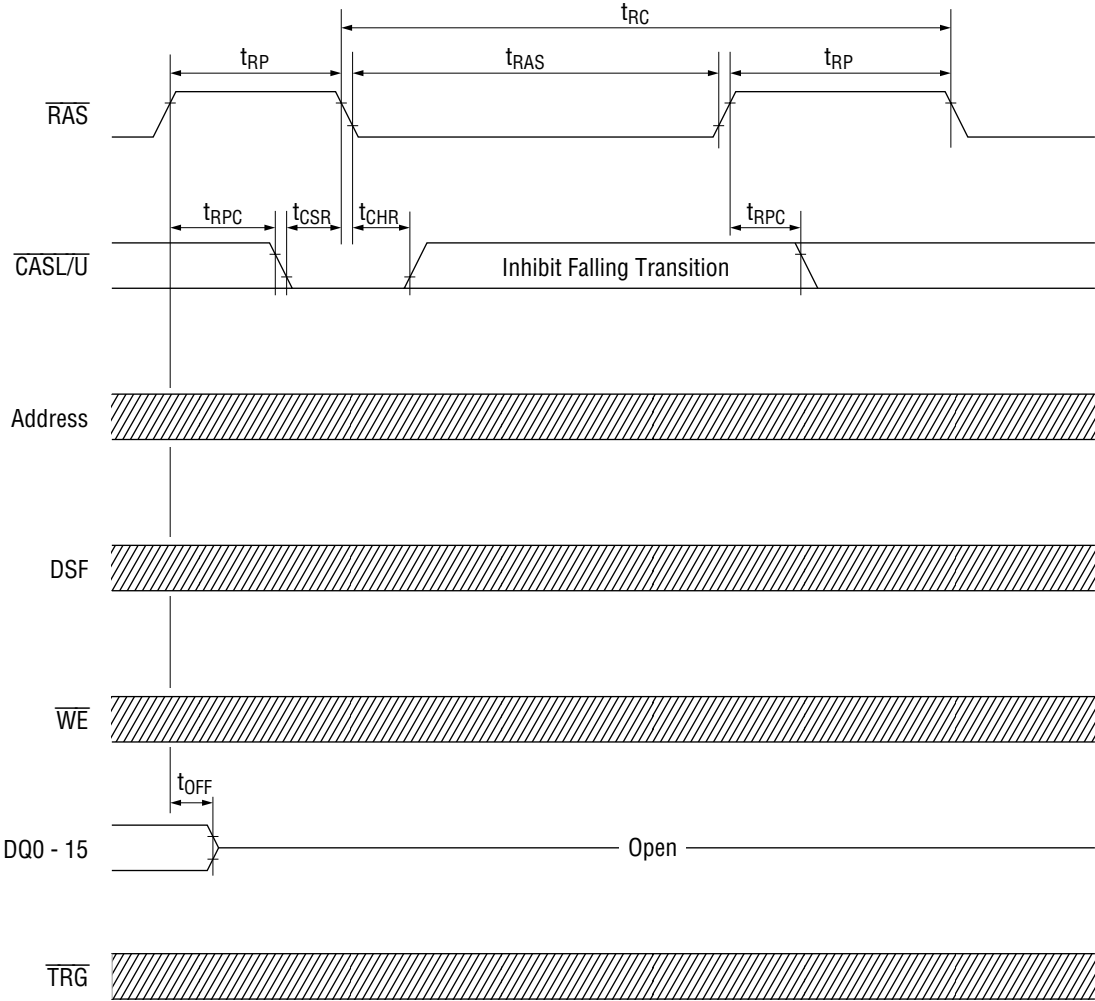 tRC
tRP tRAS tRP
RAS
tRPC tCSR tCHR tRPC
CASL/U Inhibit Falling Transition
Address
DSF
WE
tOFF
DQ0 - 15 Open
TRG